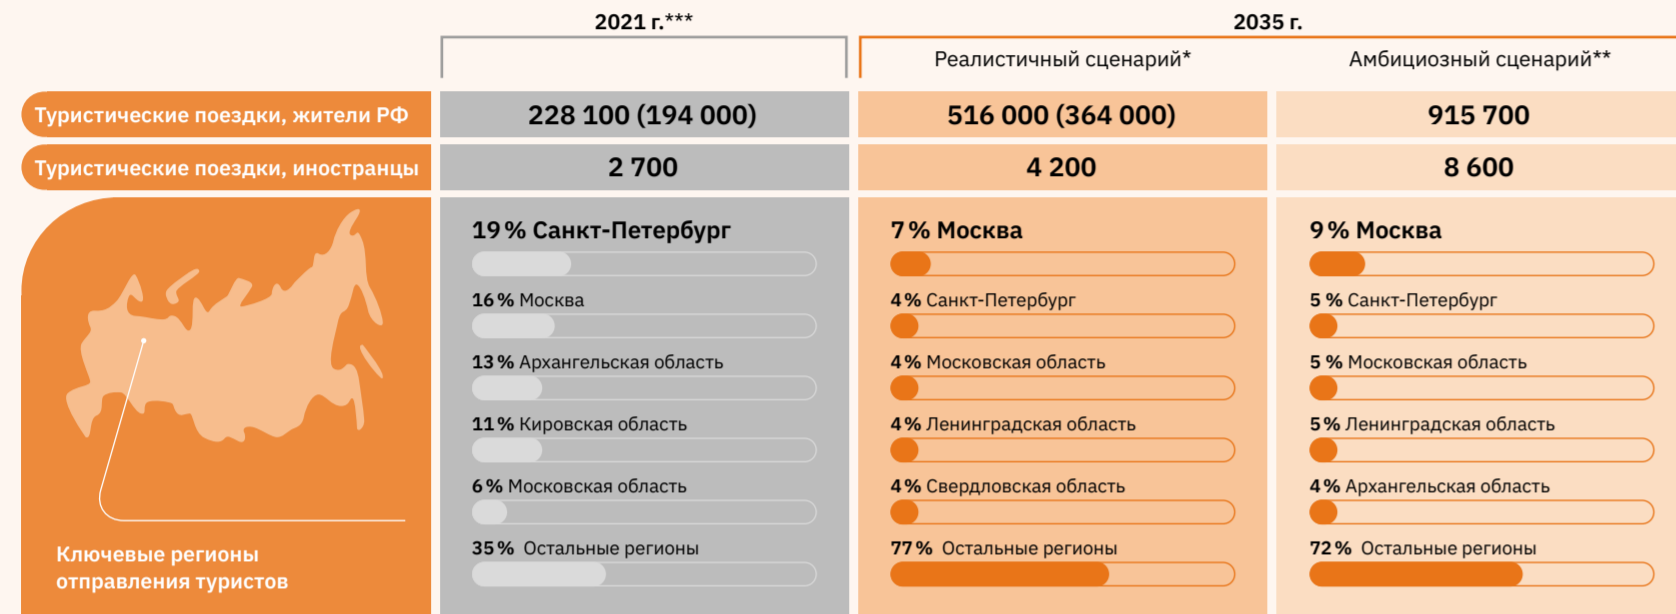 2021 г.***
2035 г.
Реалистичный сценарий*
Амбициозный сценарий**
Туристические поездки, жители РФ
228 100 (194 000)
516 000 (364 000)
915 700
Туристические поездки, иностранцы
2 700
4 200
8 600
Ключевые регионы
отправления туристов
19 % Санкт-Петербург
16 % Москва
13 % Архангельская область
11 % Кировская область
6 % Московская область
35 % Остальные регионы
7 % Москва
4 % Санкт-Петербург
4 % Московская область
4 % Ленинградская область
4 % Свердловская область
77 % Остальные регионы
9 % Москва
5 % Санкт-Петербург
5 % Московская область
5 % Ленинградская область
4 % Архангельская область
72 % Остальные регионы